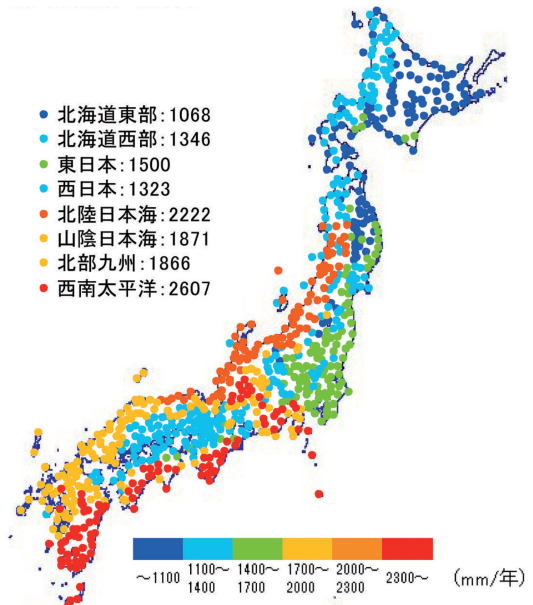 北海道東部:1068
北海道西部:1346
東日本:1500
西日本:1323
北陸日本海:2222
山陰日本海:1871
北部九州:1866
西南太平洋:2607
～1100
1100～1400
1400～1700
1700～2000
2000～2300
2300～
(mm/年)